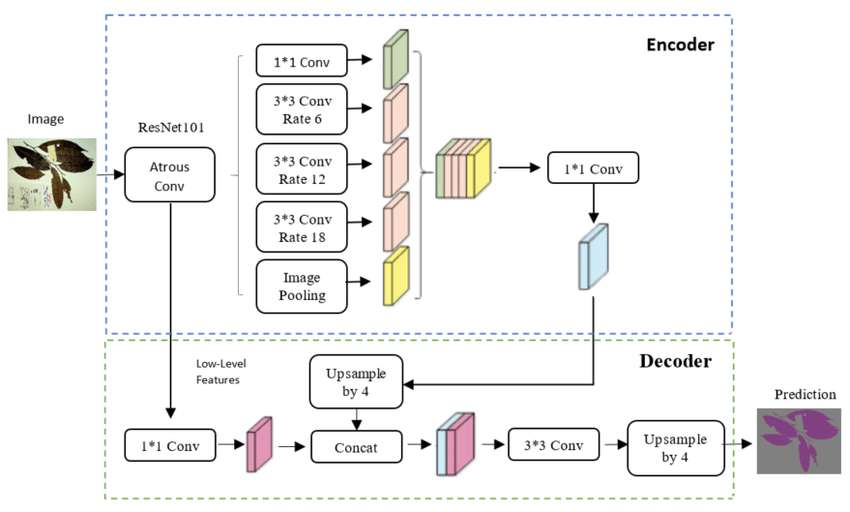 Encoder
Image
ResNet101
Atrous
Conv
1*1 Conv
3*3 Conv
Rate 6
3*3 Conv
Rate 12
3*3 Conv
Rate 18
Image
Pooling
1*1 Conv
Decoder
Low-Level
Features
Upsample
by 4
1*1 Conv
Concat
3*3 Conv
Upsample
by 4
Prediction